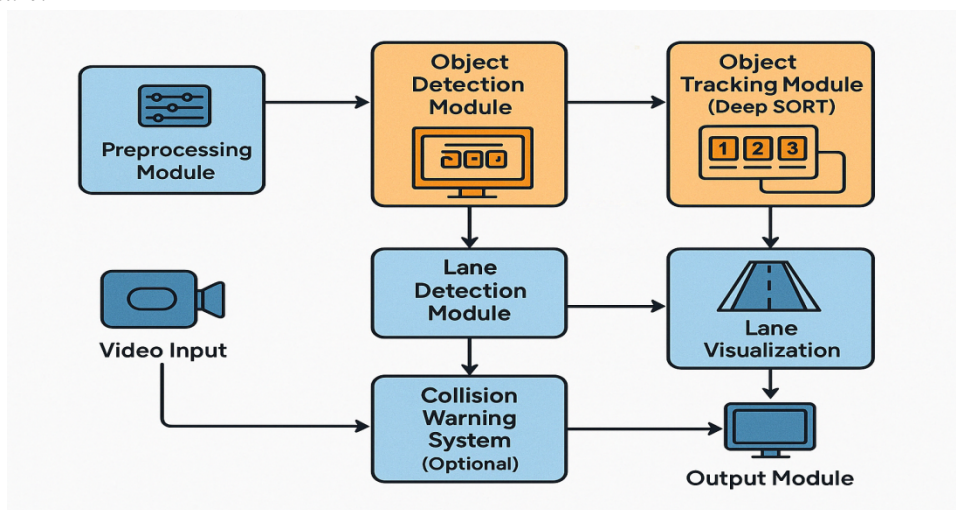 Preprocessing
Module
Object
Detection
Module
Object
Tracking Module
(Deep SORT)
1 2 3
Video Input
Lane
Detection
Module
Lane
Visualization
Collision
Warning
System
(Optional)
Output Module